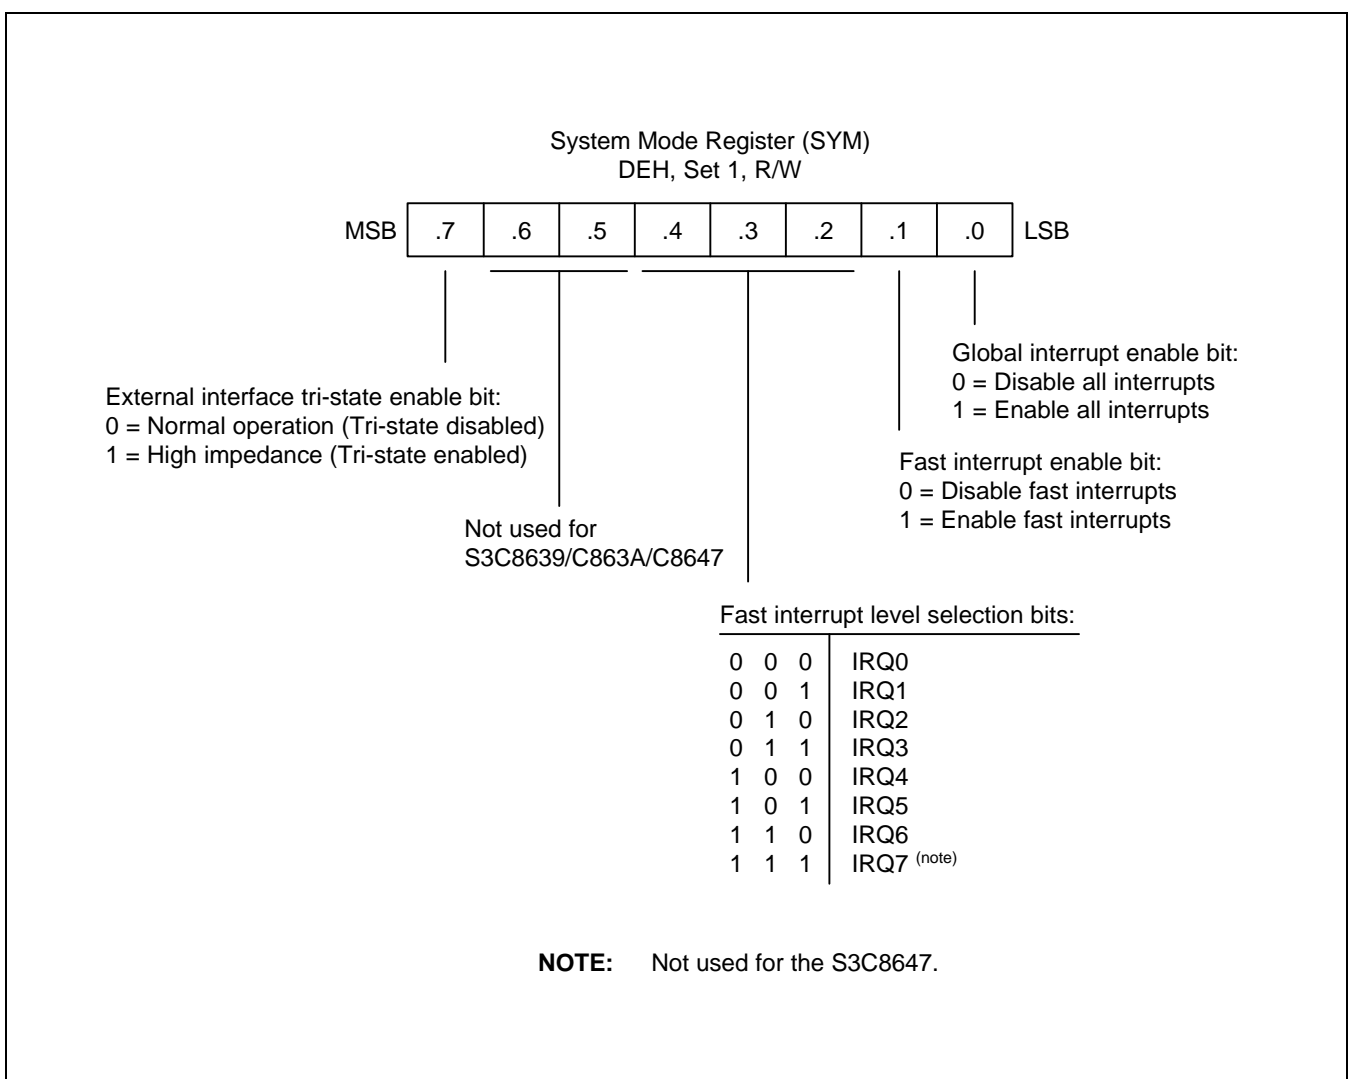 System Mode Register (SYM)
DEH, Set 1, R/W
MSB .7 .6 .5 .4 .3 .2 .1 .0 LSB
Global interrupt enable bit:
0 = Disable all interrupts
1 = Enable all interrupts
External interface tri-state enable bit:
0 = Normal operation (Tri-state disabled)
1 = High impedance (Tri-state enabled)
Fast interrupt enable bit:
0 = Disable fast interrupts
1 = Enable fast interrupts
Not used for
S3C8639/C863A/C8647
Fast interrupt level selection bits:
0 0 0 IRQ0
0 0 1 IRQ1
0 1 0 IRQ2
0 1 1 IRQ3
1 0 0 IRQ4
1 0 1 IRQ5
1 1 0 IRQ6
1 1 1 IRQ7 (note)
NOTE: Not used for the S3C8647.